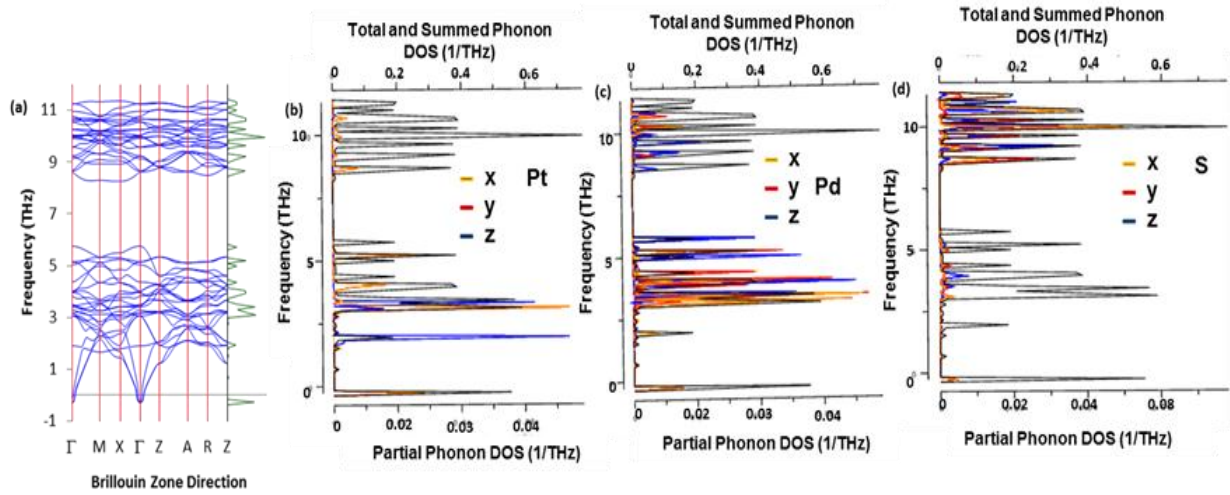 (a)
Frequency (THz)
11
9
7
5
3
1
-1
Γ M X Γ Z A R Z
Brillouin Zone Direction
Total and Summed Phonon
DOS (1/THz)
0 0.2 0.4 0.6
(b)
Frequency (THz)
10
5
0
x Pt
y
z
0 0.02 0.03 0.04
Partial Phonon DOS (1/THz)
Total and Summed Phonon
DOS (1/THz)
0 0.2 0.4 0.6
(c)
Frequency (THz)
10
5
0
x
y Pd
z
0 0.02 0.03 0.04
Partial Phonon DOS (1/THz)
Total and Summed Phonon
DOS (1/THz)
0 0.2 0.4 0.6
(d)
Frequency (THz)
10
5
0
x S
y
z
0 0.02 0.04 0.08
Partial Phonon DOS (1/THz)